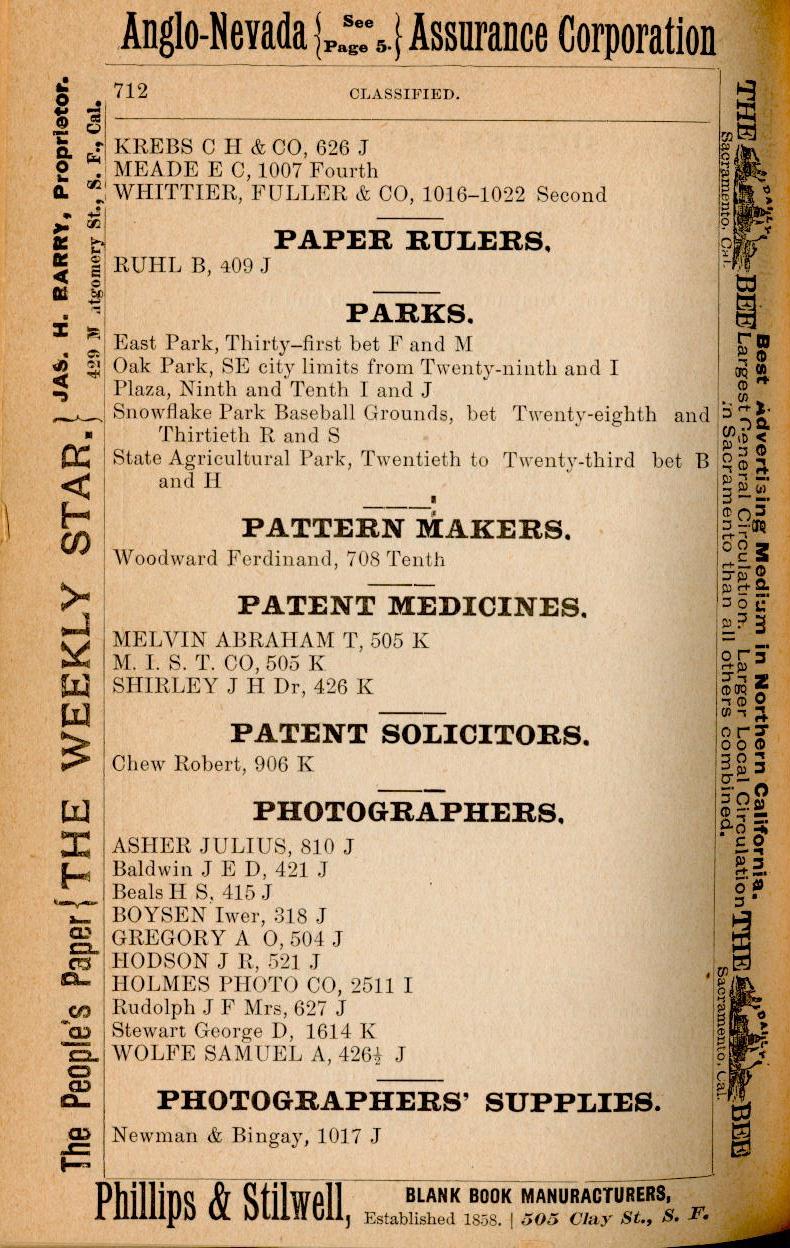 Anglo-Nevada { See Page 5. } Assurance Corporation
712 CLASSIFIED.
KREBS C H & CO, 626 J
MEADE E C, 1007 Fourth
WHITTIER, FULLER & CO, 1016-1022 Second
PAPER RULERS.
RUHL B, 409 J
PARKS.
East Park, Thirty-first bet F and M
Oak Park, SE city limits from Twenty-ninth and I
Plaza, Ninth and Tenth I and J
Snowflake Park Baseball Grounds, bet Twenty-eighth and
Thirtieth R and S
State Agricultural Park, Twentieth to Twenty-third bet B
and H
PATTERN MAKERS.
Woodward Ferdinand, 708 Tenth
PATENT MEDICINES.
MELVIN ABRAHAM T, 505 K
M. I. S. T. CO, 505 K
SHIRLEY J H Dr, 426 K
PATENT SOLICITORS.
Chew Robert, 906 K
PHOTOGRAPHERS.
ASHER JULIUS, 810 J
Baldwin J E D, 421 J
Beals H S, 415 J
BOYSEN Iwer, 318 J
GREGORY A O, 504 J
HODSON J R, 521 J
HOLMES PHOTO CO, 2511 I
Rudolph J F Mrs, 627 J
Stewart George D, 1614 K
WOLFE SAMUEL A, 426½ J
PHOTOGRAPHERS' SUPPLIES.
Newman & Bingay, 1017 J
Phillips & Stilwell, BLANK BOOK MANURACTURERS,
Established 1858. | 505 Clay St., S. F.
The People's Paper { THE WEEKLY STAR. } JAS. H. BARRY, Proprietor.
429 M tgomery St., S. F., Cal.
THE DAILY BEE
Sacramento, Cal.
Best Advertising Medium in Northern California.
Largest General Circulation. Larger Local Circulation
in Sacramento than all others combined.
THE DAILY BEE
Sacramento, Cal.